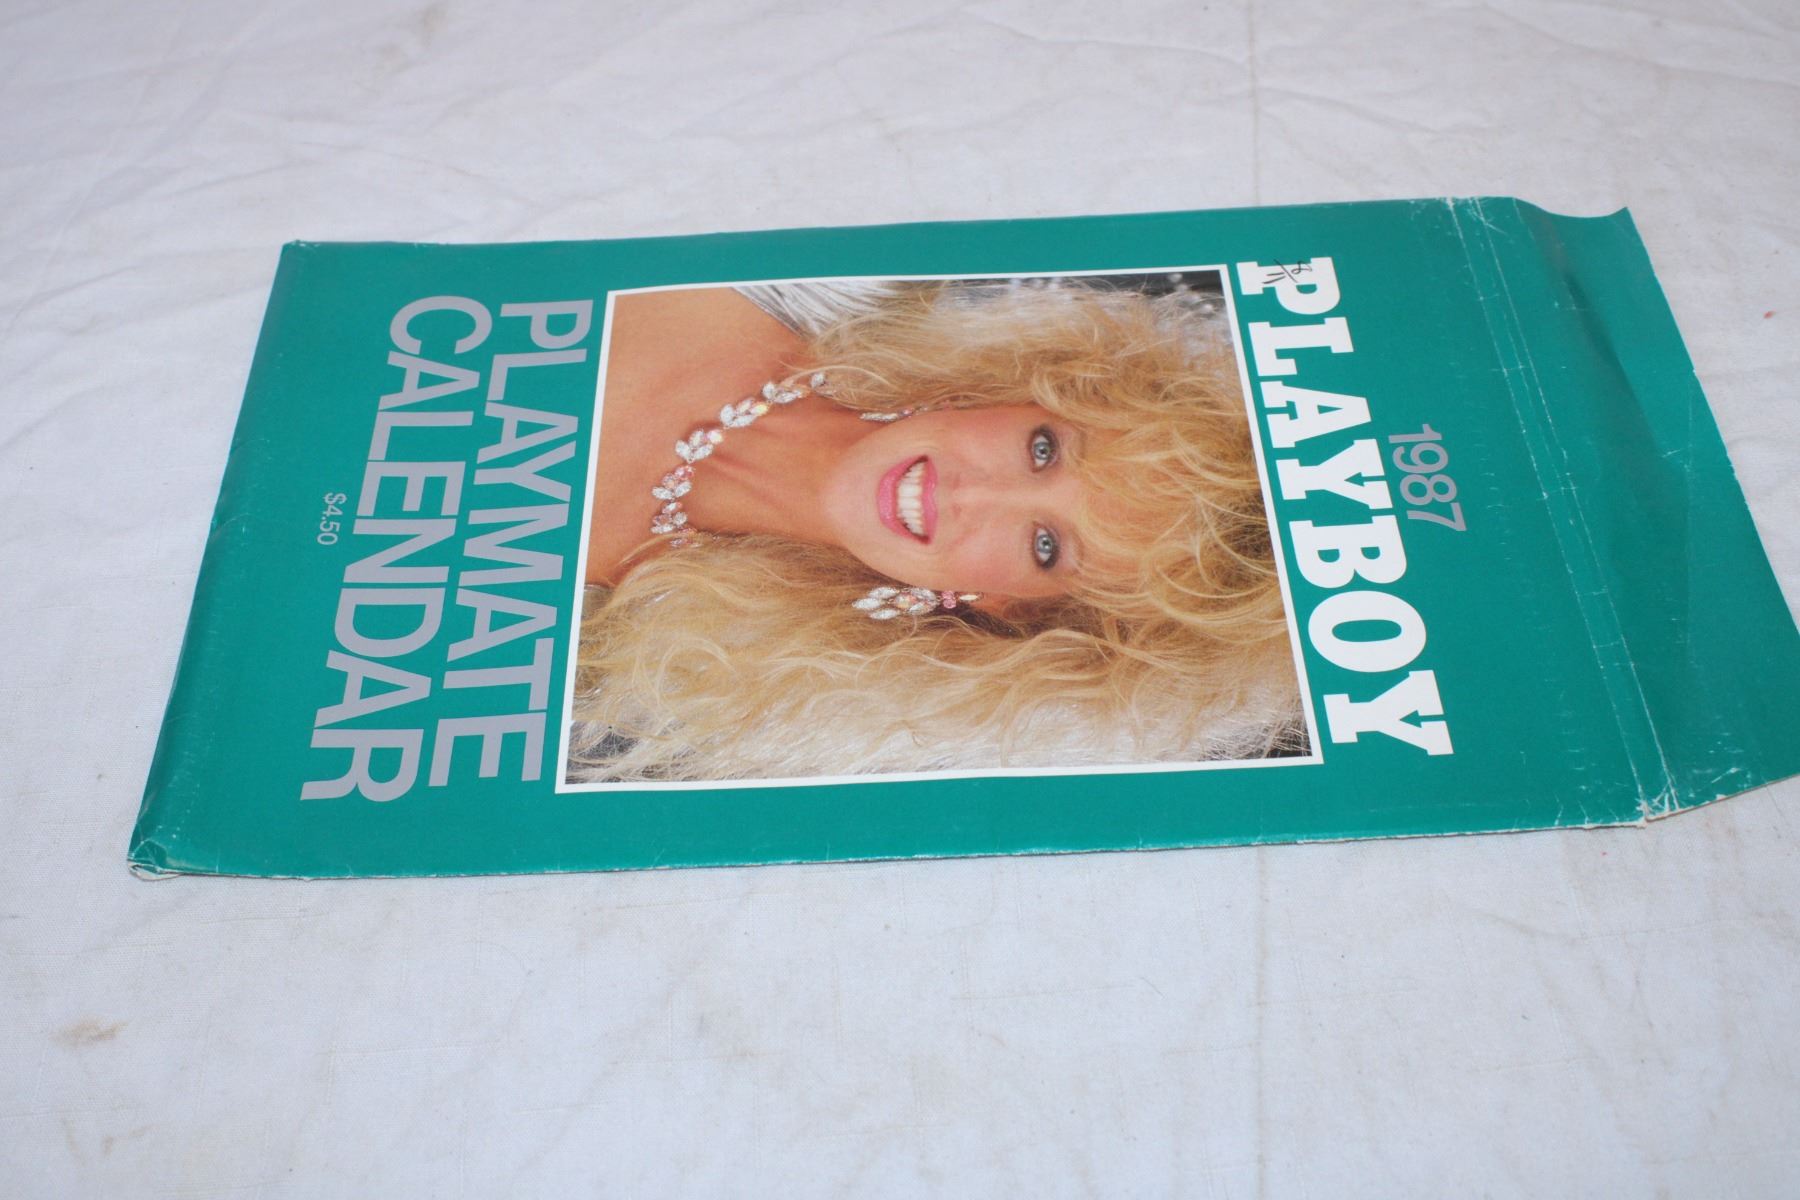 1987
PLAYBOY
PLAYMATE
CALENDAR
$4.50